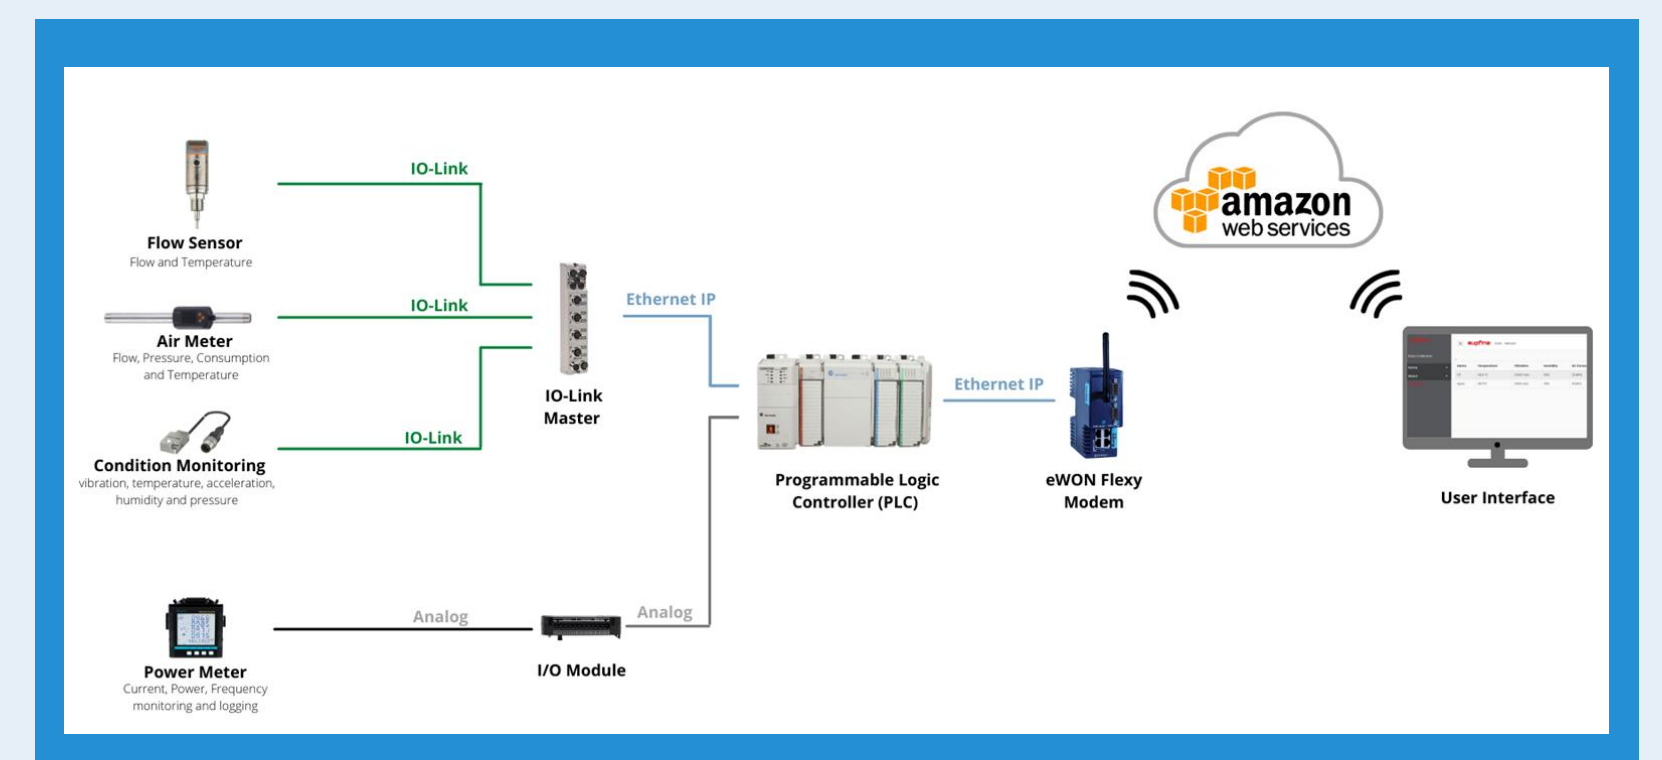 IO-Link
Flow Sensor
Flow and Temperature
IO-Link
Air Meter
Flow, Pressure, Consumption
and Temperature
IO-Link
Condition Monitoring
vibration, temperature, acceleration,
humidity and pressure
Analog
Power Meter
Current, Power, Frequency
monitoring and logging
IO-Link
Master
Ethernet IP
I/O Module
Analog
Programmable Logic
Controller (PLC)
Ethernet IP
eWON Flexy
Modem
amazon
web services
User Interface